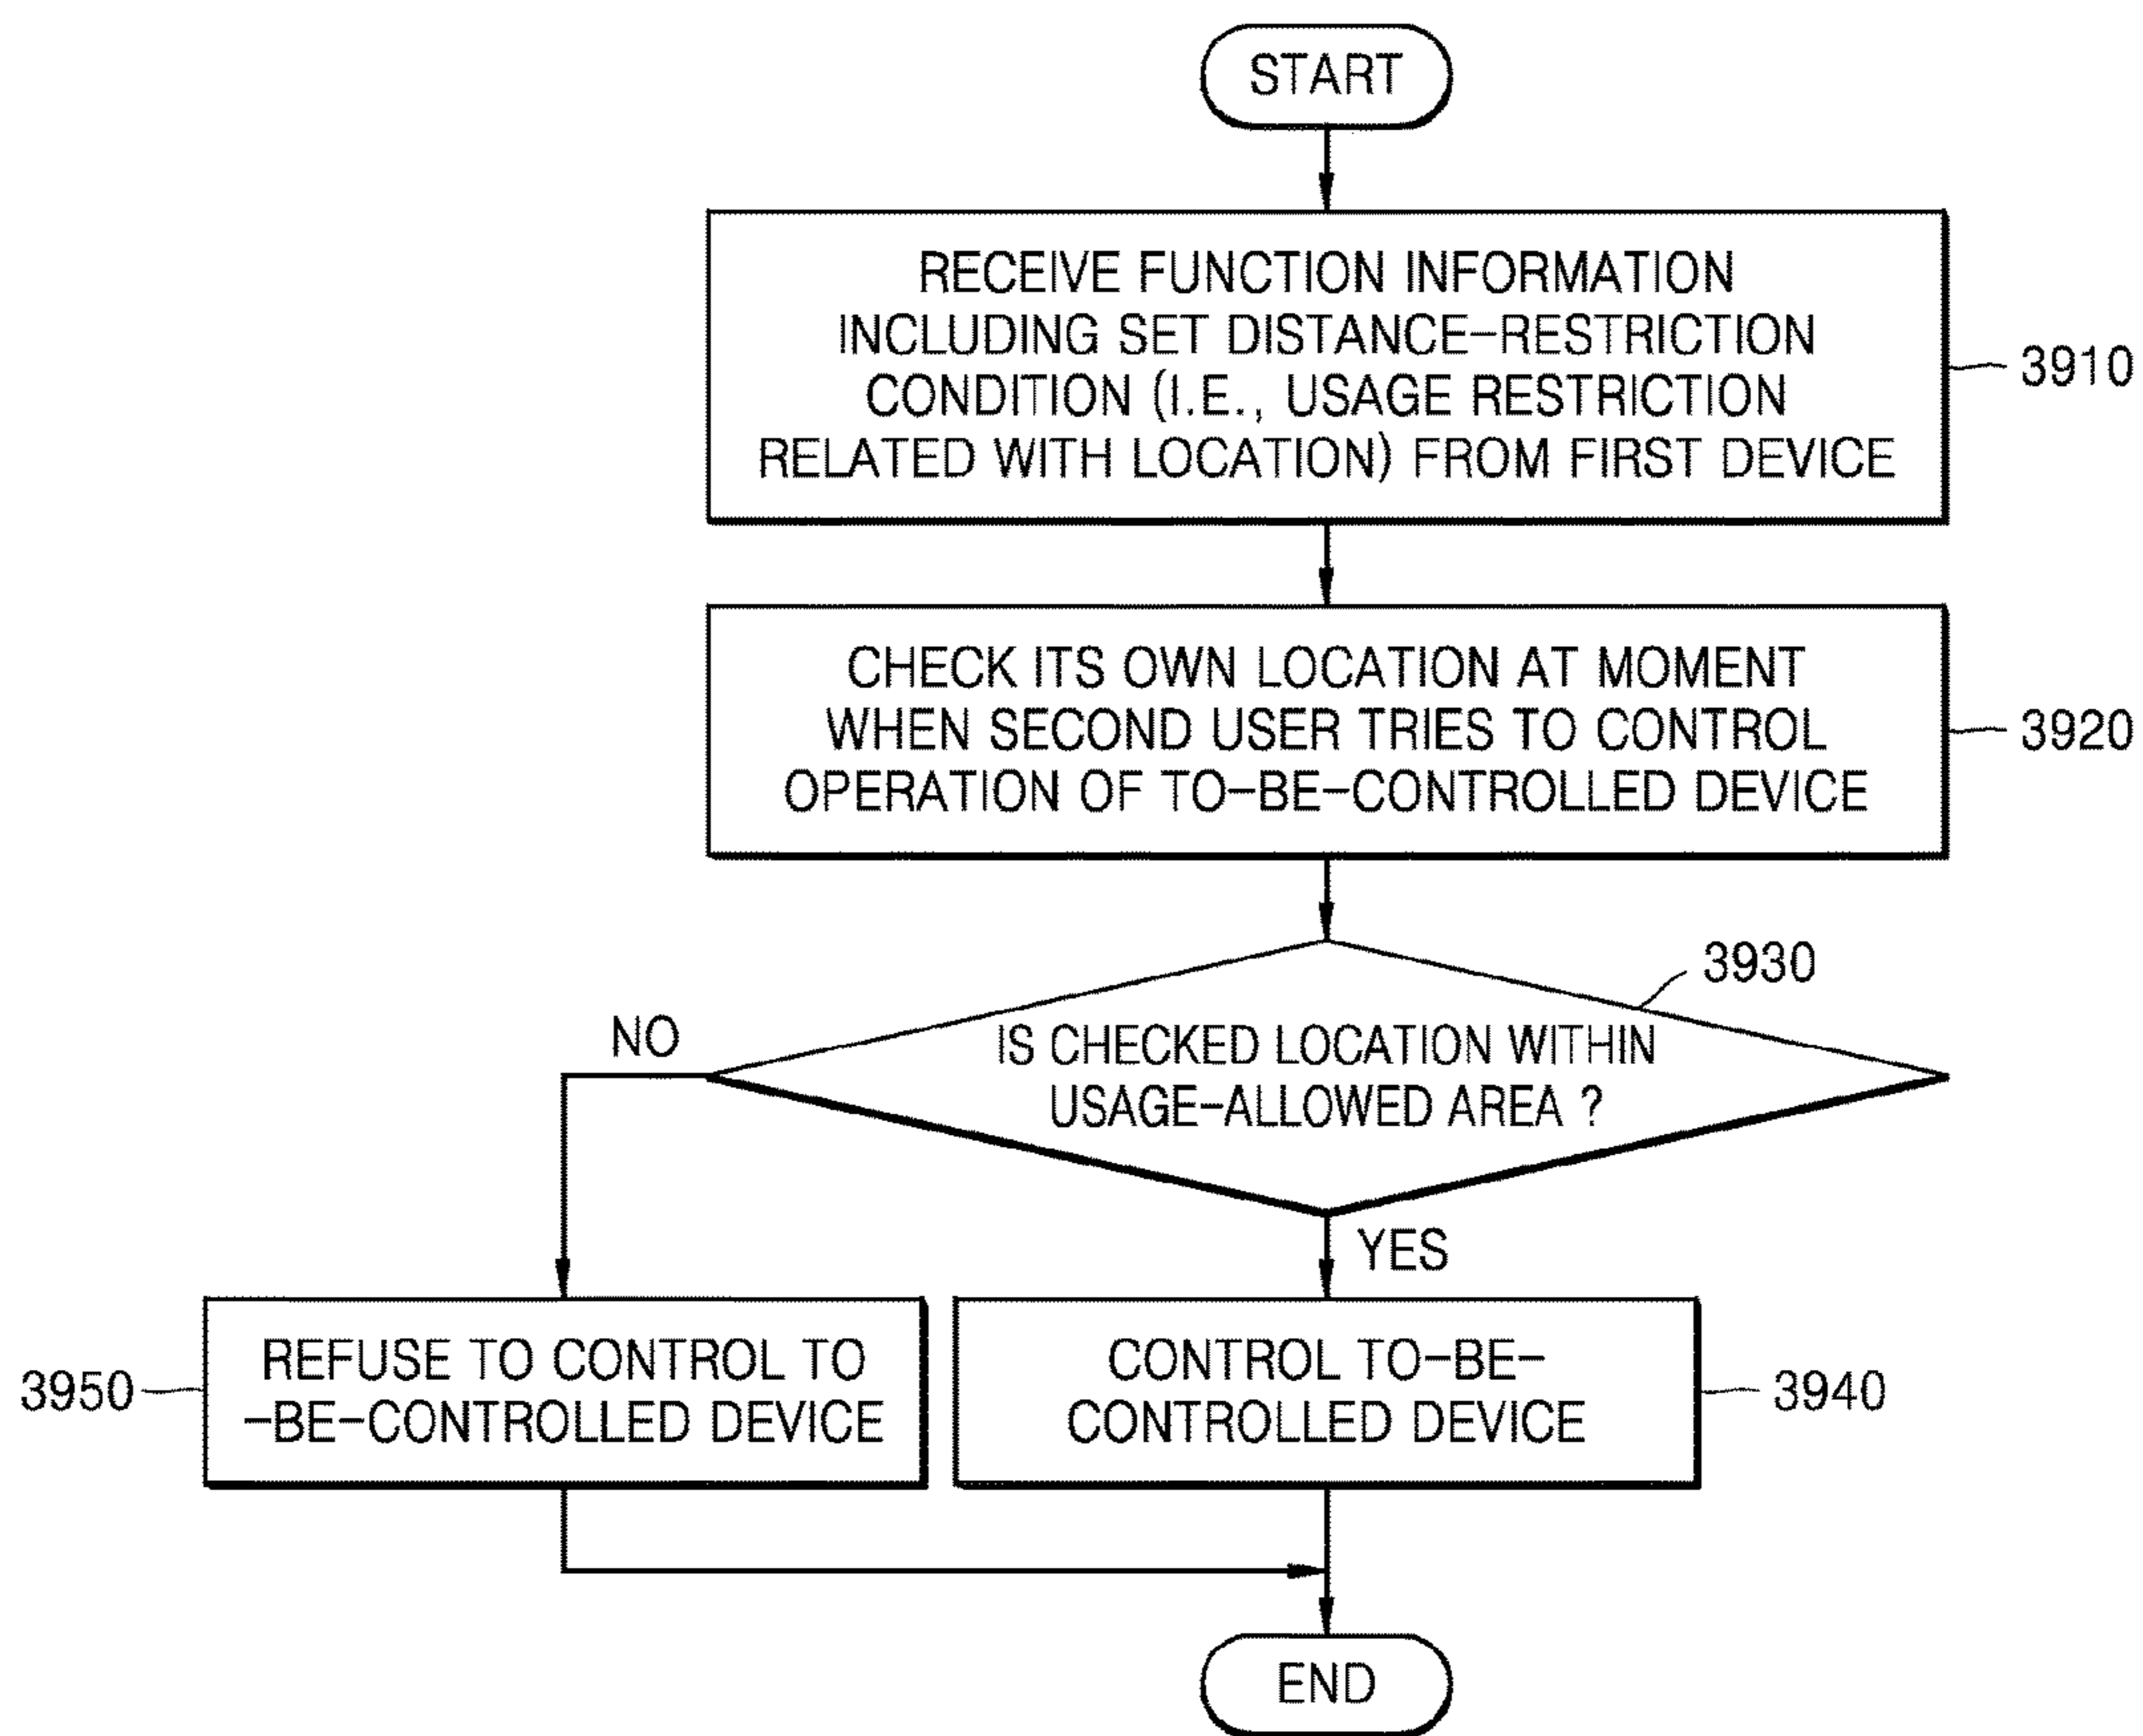 START
RECEIVE FUNCTION INFORMATION
INCLUDING SET DISTANCE-RESTRICTION
CONDITION (I.E., USAGE RESTRICTION
RELATED WITH LOCATION) FROM FIRST DEVICE
3910
CHECK ITS OWN LOCATION AT MOMENT
WHEN SECOND USER TRIES TO CONTROL
OPERATION OF TO-BE-CONTROLLED DEVICE
3920
3930
IS CHECKED LOCATION WITHIN
USAGE-ALLOWED AREA ?
NO
YES
3950
REFUSE TO CONTROL TO
-BE-CONTROLLED DEVICE
CONTROL TO-BE-
CONTROLLED DEVICE
3940
END